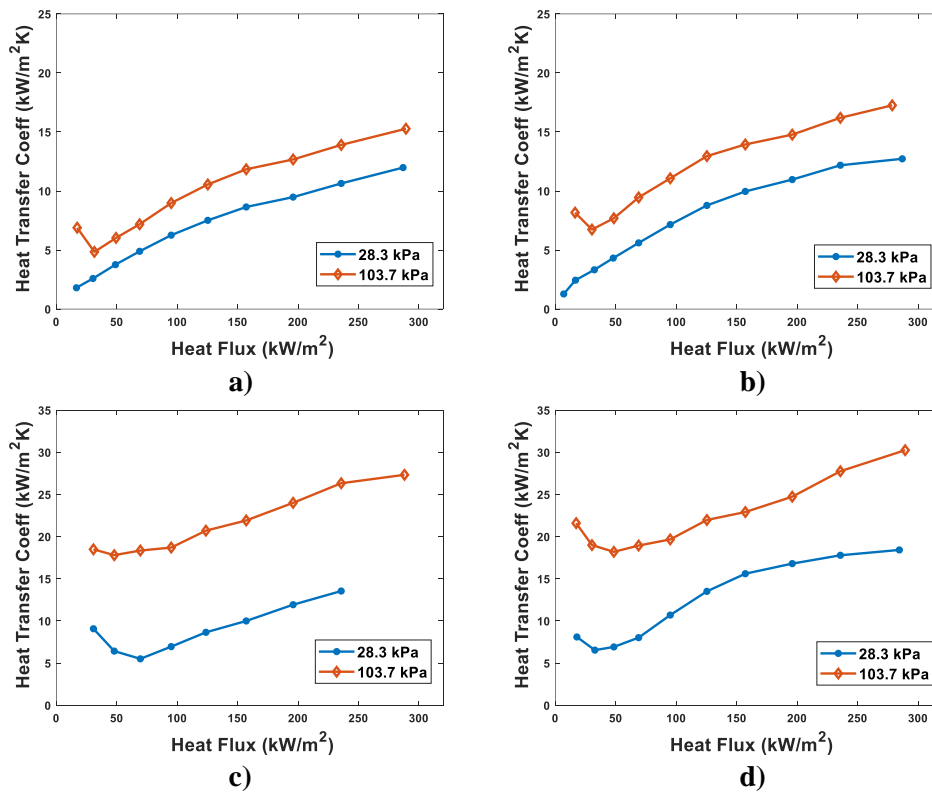 25
20
15
10
5
0
Heat Transfer Coeff (kW/m²K)
28.3 kPa
103.7 kPa
0 50 100 150 200 250 300
Heat Flux (kW/m²)
a)
25
20
15
10
5
0
Heat Transfer Coeff (kW/m²K)
28.3 kPa
103.7 kPa
0 50 100 150 200 250 300
Heat Flux (kW/m²)
b)
35
30
25
20
15
10
5
0
Heat Transfer Coeff (kW/m²K)
28.3 kPa
103.7 kPa
0 50 100 150 200 250 300
Heat Flux (kW/m²)
c)
35
30
25
20
15
10
5
0
Heat Transfer Coeff (kW/m²K)
28.3 kPa
103.7 kPa
0 50 100 150 200 250 300
Heat Flux (kW/m²)
d)